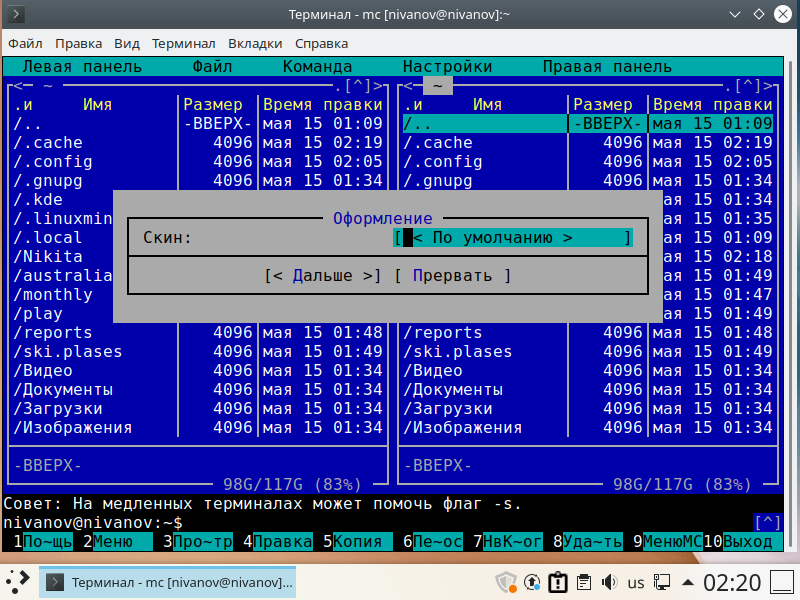 Терминал - mc [nivanov@nivanov]:~
Файл Правка Вид Терминал Вкладки Справка
Левая панель Файл Команда Настройки Правая панель
<— ~ .[^]> <— ~ .[^]>
.и Имя Размер Время правки .и Имя Размер Время правки
/.. -ВВЕРХ- мая 15 01:09 /.. -ВВЕРХ- мая 15 01:09
/.cache 4096 мая 15 02:19 /.cache 4096 мая 15 02:19
/.config 4096 мая 15 02:05 /.config 4096 мая 15 02:05
/.gnupg 4096 мая 15 01:34 /.gnupg 4096 мая 15 01:34
/.kde 01:34
/.linuxmin Оформление 01:35
/.local Скин: [< По умолчанию > ] 01:09
/Nikita 02:18
/australia [< Дальше >] [ Прервать ] 01:49
/monthly 01:47
/play 01:49
/reports 4096 мая 15 01:48 /reports 4096 мая 15 01:48
/ski.plases 4096 мая 15 01:49 /ski.plases 4096 мая 15 01:49
/Видео 4096 мая 15 01:34 /Видео 4096 мая 15 01:34
/Документы 4096 мая 15 01:34 /Документы 4096 мая 15 01:34
/Загрузки 4096 мая 15 01:34 /Загрузки 4096 мая 15 01:34
/Изображения 4096 мая 15 01:34 /Изображения 4096 мая 15 01:34
-ВВЕРХ- -ВВЕРХ-
98G/117G (83%) 98G/117G (83%)
Совет: На медленных терминалах может помочь флаг -s.
nivanov@nivanov:~$ [^]
1По~щь 2Меню 3Про~тр 4Правка 5Копия 6Пе~ос 7НвК~ог 8Уда~ть 9МенюMC 10Выход
Терминал - mc [nivanov@nivanov]... us 02:20